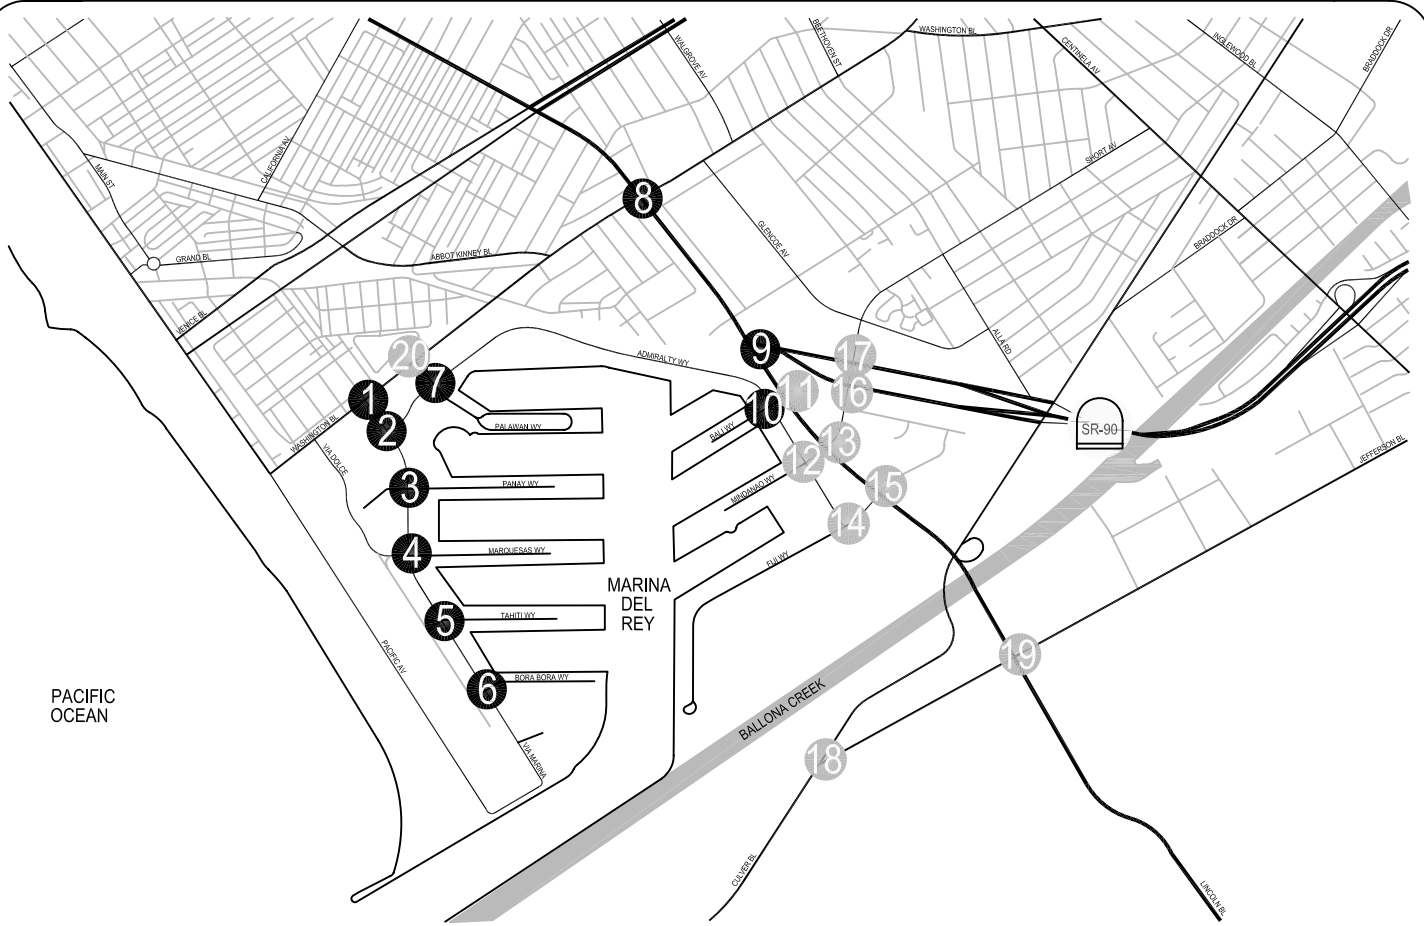 WASHINGTON BL
BEETHOVEN ST
WALGROVE AV
CENTINELA AV
INGLEWOOD BL
BRADDOCK DR
CALIFORNIA AV
MAIN ST
SHORT AV
8
GLENCOE AV
BRADDOCK DR
GRAND BL
ABBOT KINNEY BL
VENICE BL
ALLA RD
9
17
20
ADMIRALTY WY
7
11
16
1
10
WASHINGTON BL
2
PALAWAN WY
BALI WY
13
SR-90
JEFFERSON BL
VIA DOLCE
12
3
PANAY WY
MINDANAO WY
15
14
4
MARQUESAS WY
FIJI WY
MARINA
DEL
REY
5
TAHITI WY
PACIFIC AV
19
6
BORA BORA WY
PACIFIC
OCEAN
BALLONA CREEK
VIA MARINA
18
CULVER BL
LINCOLN BL